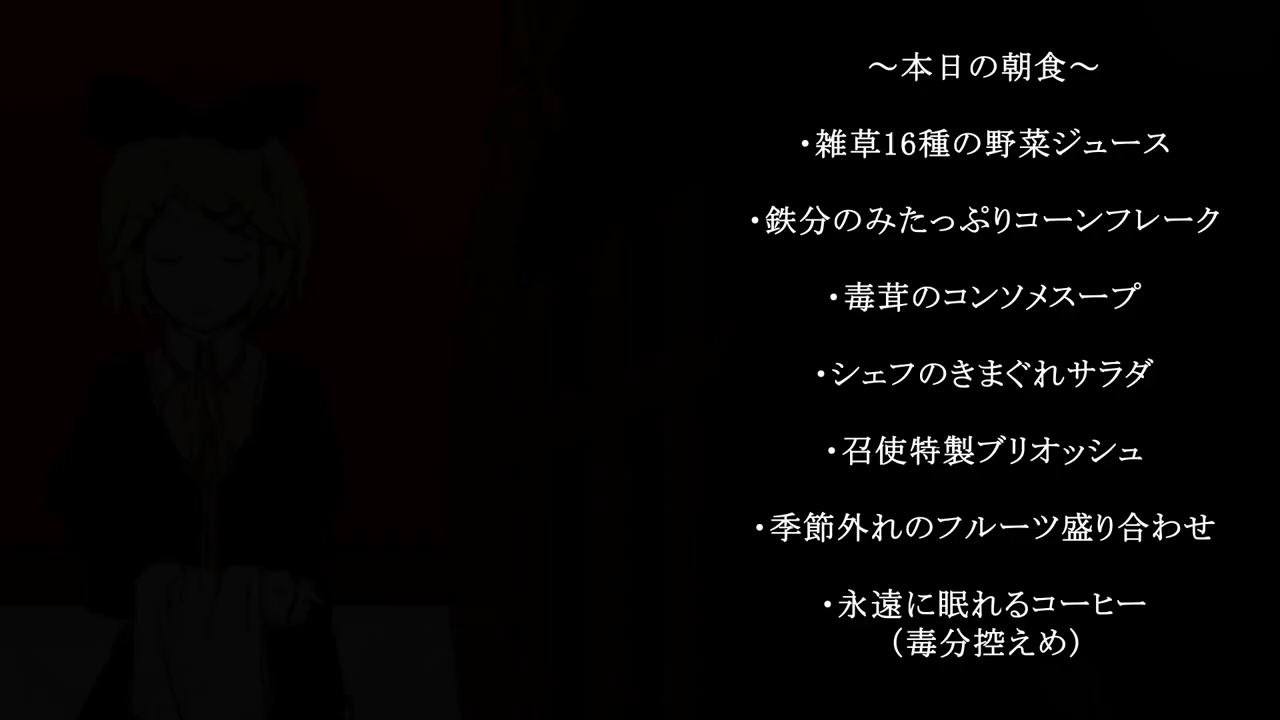 ～本日の朝食～
・雑草16種の野菜ジュース
・鉄分のみたっぷりコーンフレーク
・毒茸のコンソメスープ
・シェフのきまぐれサラダ
・召使特製ブリオッシュ
・季節外れのフルーツ盛り合わせ
・永遠に眠れるコーヒー
（毒分控えめ）